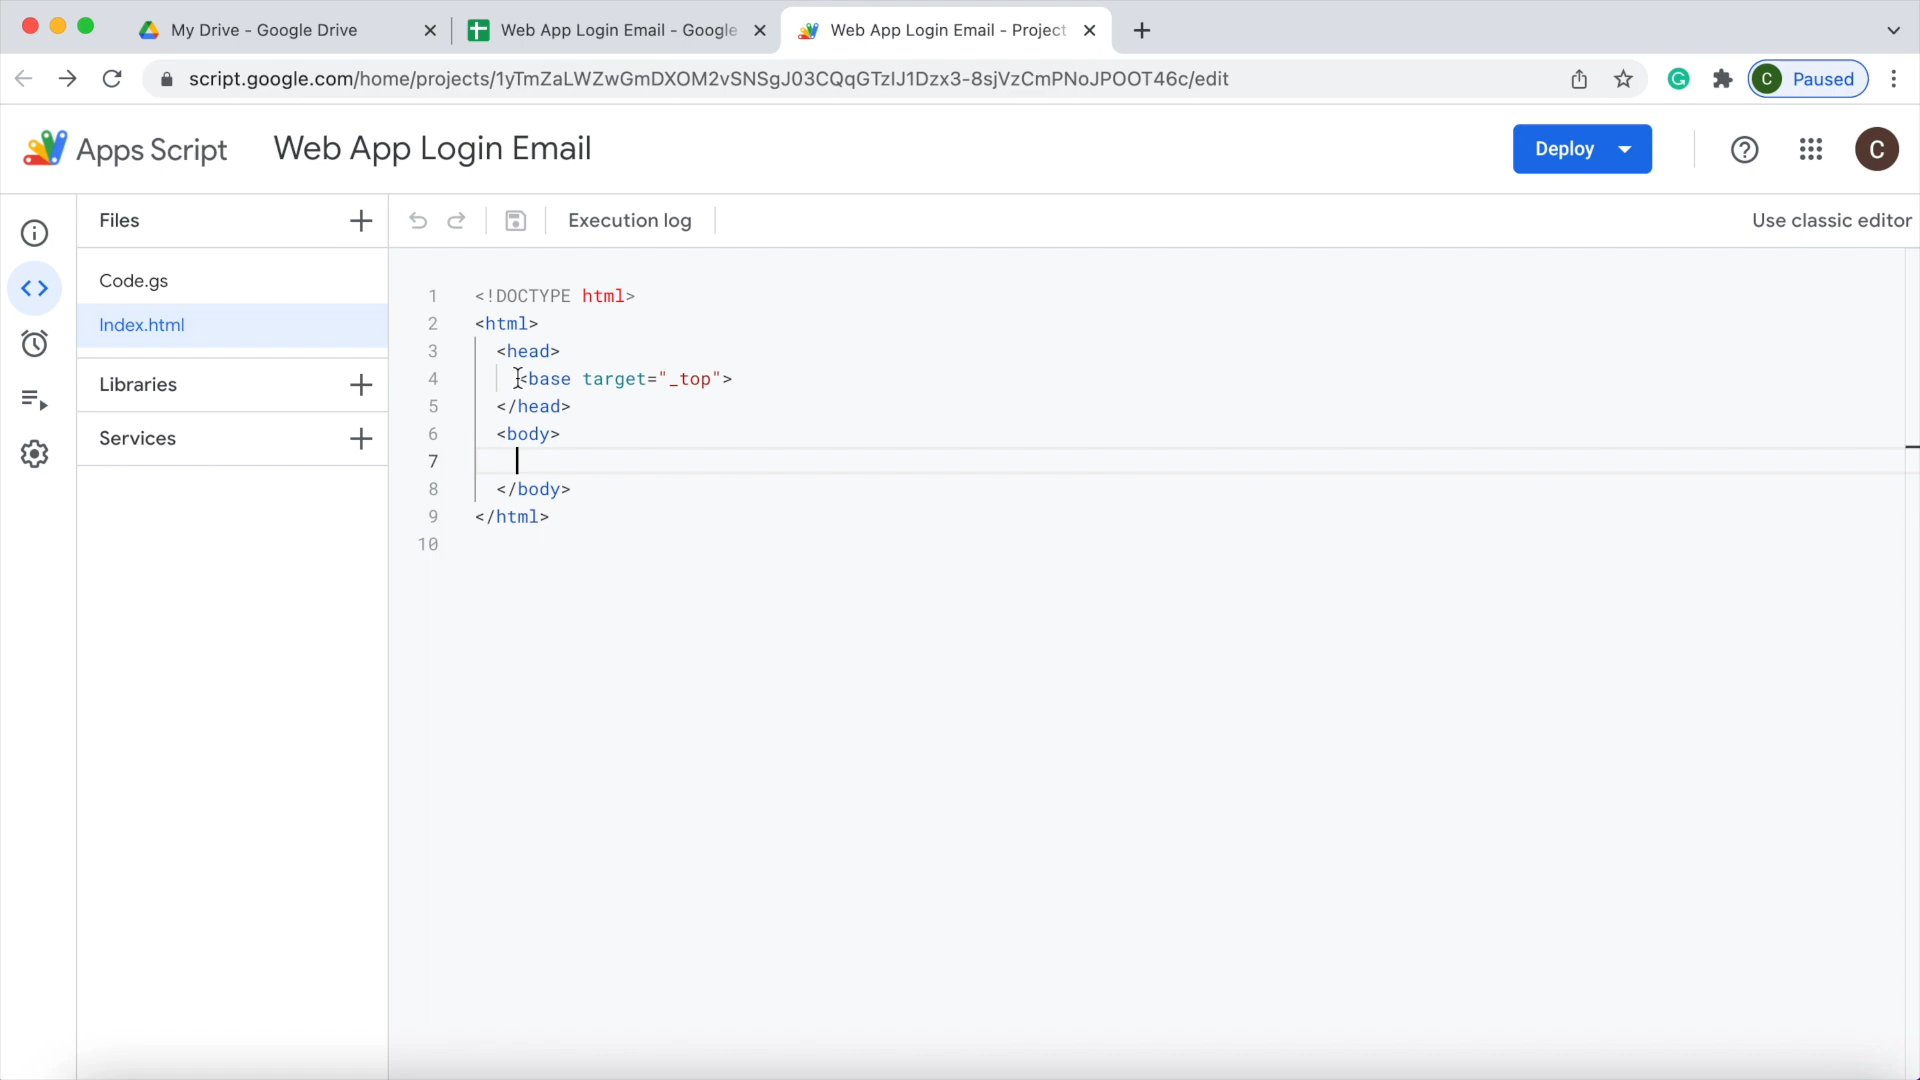 My Drive - Google Drive
Web App Login Email - Google
Web App Login Email - Project
script.google.com/home/projects/1yTmZaLWZwGmDXOM2vSNSgJ03CQqGTzIJ1Dzx3-8sjVzCmPNoJPOOT46c/edit
G
C Paused
Apps Script
Web App Login Email
Deploy
C
Files
Execution log
Use classic editor
Code.gs
Index.html
Libraries
Services
1 <!DOCTYPE html>
2 <html>
3 <head>
4 <base target="_top">
5 </head>
6 <body>
7
8 </body>
9 </html>
10